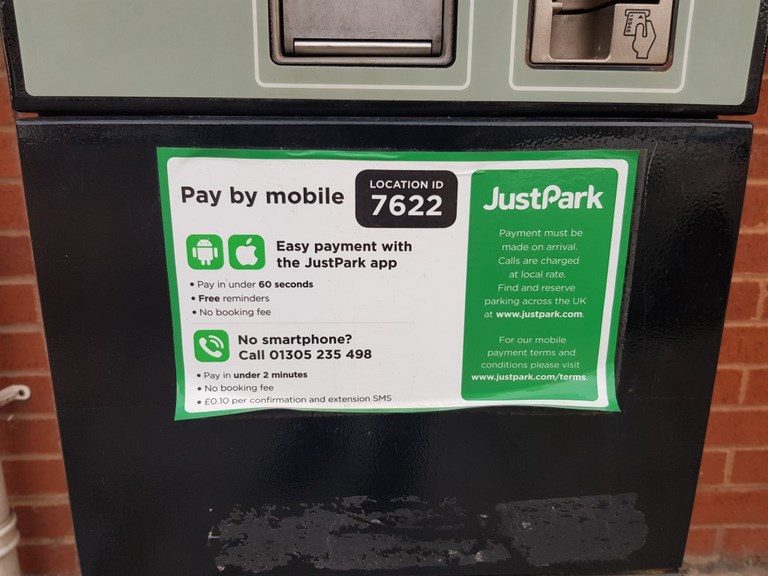 Pay by mobile
LOCATION ID
7622
Easy payment with
the JustPark app
• Pay in under 60 seconds
• Free reminders
• No booking fee
No smartphone?
Call 01305 235 498
• Pay in under 2 minutes
• No booking fee
• £0.10 per confirmation and extension SMS
JustPark
Payment must be
made on arrival.
Calls are charged
at local rate.
Find and reserve
parking across the UK
at www.justpark.com.
For our mobile
payment terms and
conditions please visit
www.justpark.com/terms.